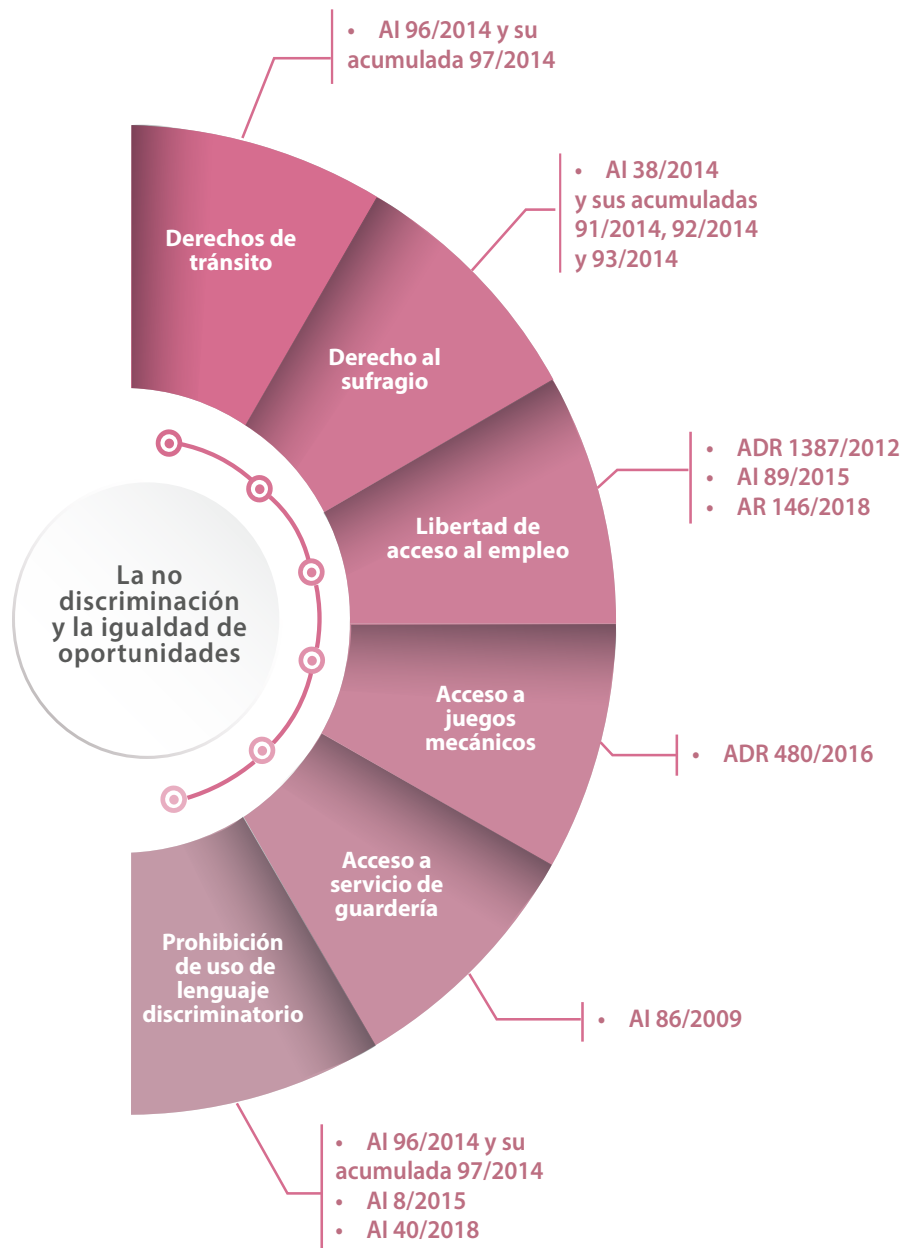 • AI 96/2014 y su
acumulada 97/2014
Derechos de
tránsito
• AI 38/2014
y sus acumuladas
91/2014, 92/2014
y 93/2014
Derecho al
sufragio
• ADR 1387/2012
• AI 89/2015
• AR 146/2018
Libertad de
acceso al empleo
La no
discriminación
y la igualdad de
oportunidades
Acceso a
juegos
mecánicos
• ADR 480/2016
Acceso a
servicio de
guardería
• AI 86/2009
Prohibición
de uso de
lenguaje
discriminatorio
• AI 96/2014 y su
acumulada 97/2014
• AI 8/2015
• AI 40/2018